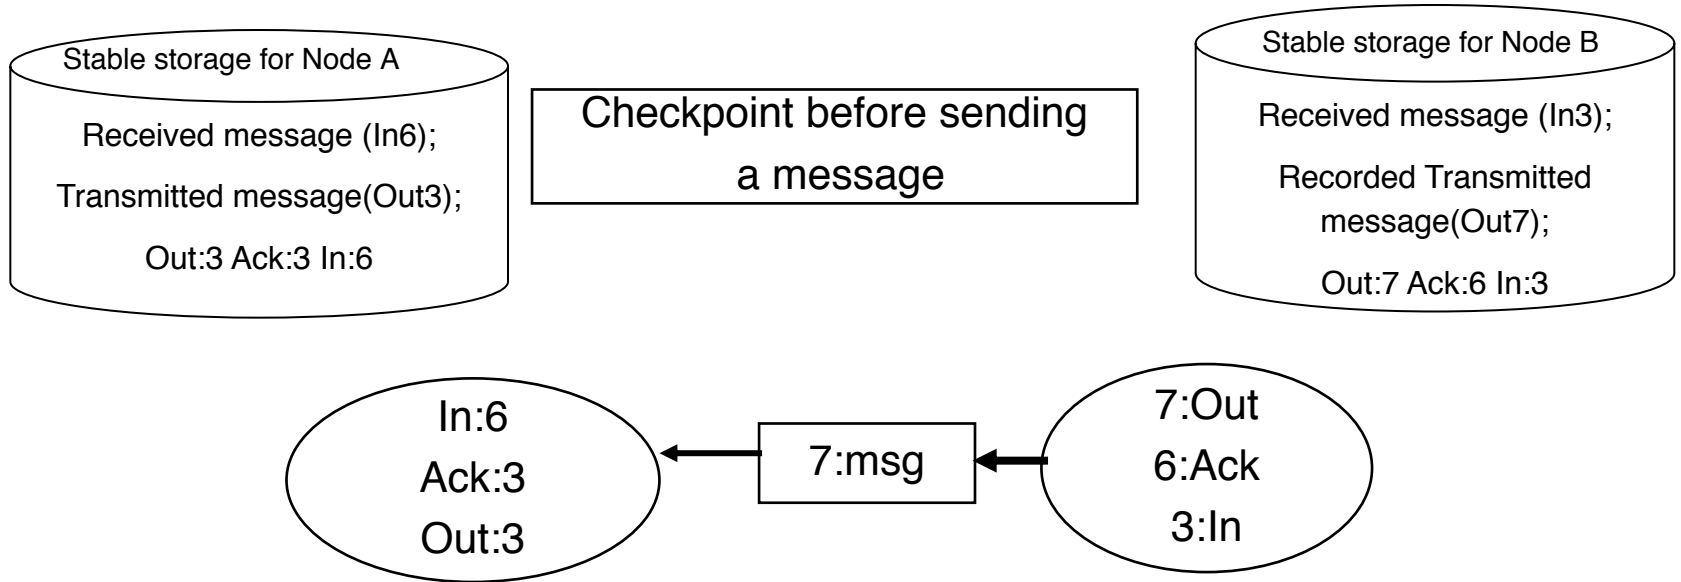 Stable storage for Node A
Received message (In6);
Transmitted message(Out3);
Out:3 Ack:3 In:6
Checkpoint before sending
a message
Stable storage for Node B
Received message (In3);
Recorded Transmitted
message(Out7);
Out:7 Ack:6 In:3
In:6
Ack:3
Out:3
7:msg
7:Out
6:Ack
3:In